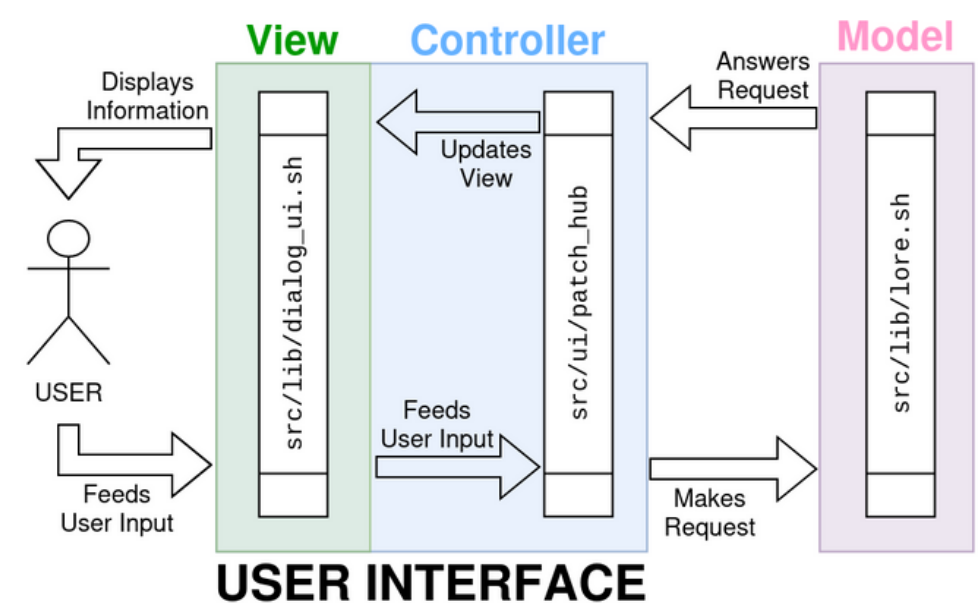 View
Controller
Model
Displays
Information
Answers
Request
Updates
View
src/lib/dialog_ui.sh
src/ui/patch_hub
src/lib/lore.sh
USER
Feeds
User Input
Feeds
User Input
Makes
Request
USER INTERFACE